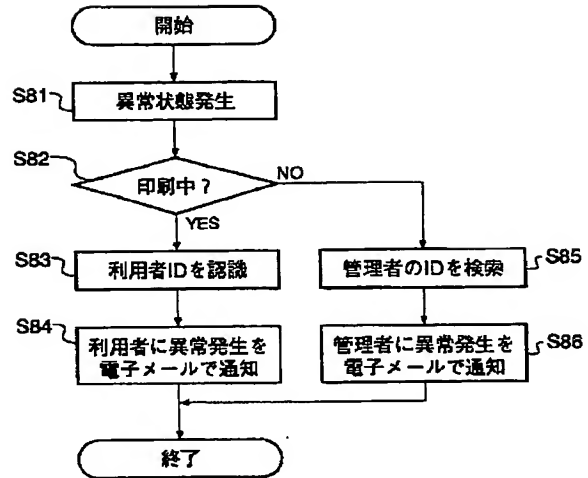 開始
S81
異常状態発生
S82
印刷中?
NO
YES
S83
利用者IDを認識
S85
管理者のIDを検索
S84
利用者に異常発生を
電子メールで通知
S86
管理者に異常発生を
電子メールで通知
終了